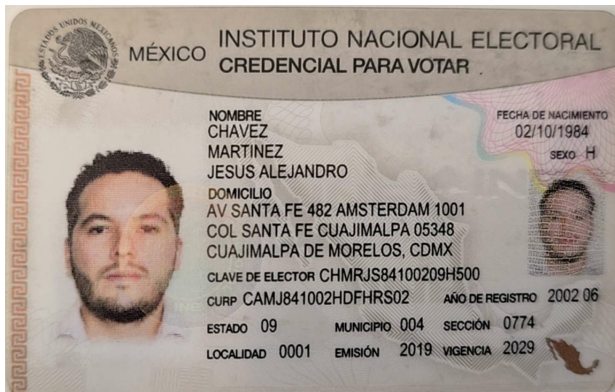 ESTADOS UNIDOS MEXICANOS
MÉXICO INSTITUTO NACIONAL ELECTORAL
CREDENCIAL PARA VOTAR
NOMBRE
CHAVEZ
MARTINEZ
JESUS ALEJANDRO
FECHA DE NACIMIENTO
02/10/1984
SEXO H
DOMICILIO
AV SANTA FE 482 AMSTERDAM 1001
COL SANTA FE CUAJIMALPA 05348
CUAJIMALPA DE MORELOS, CDMX
CLAVE DE ELECTOR CHMRJS84100209H500
CURP CAMJ841002HDFHRS02 AÑO DE REGISTRO 2002 06
ESTADO 09 MUNICIPIO 004 SECCIÓN 0774
LOCALIDAD 0001 EMISIÓN 2019 VIGENCIA 2029